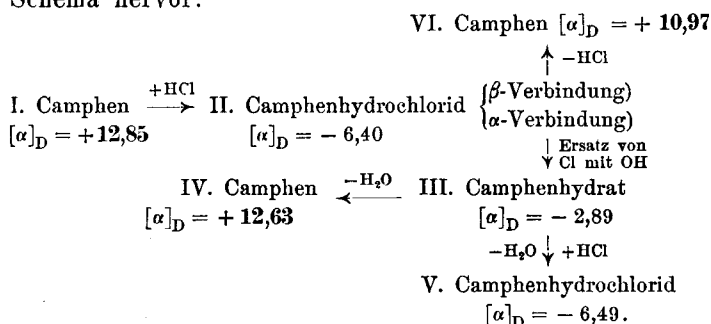 Schema hervor:
VI. Camphen [α]D = + 10,97
−HCl
I. Camphen +HCl II. Camphenhydrochlorid {β-Verbindung)
{α-Verbindung)
[α]D = +12,85 [α]D = − 6,40
Ersatz von
Cl mit OH
IV. Camphen −H₂O III. Camphenhydrat
[α]D = + 12,63 [α]D = − 2,89
−H₂O +HCl
V. Camphenhydrochlorid
[α]D = − 6,49.